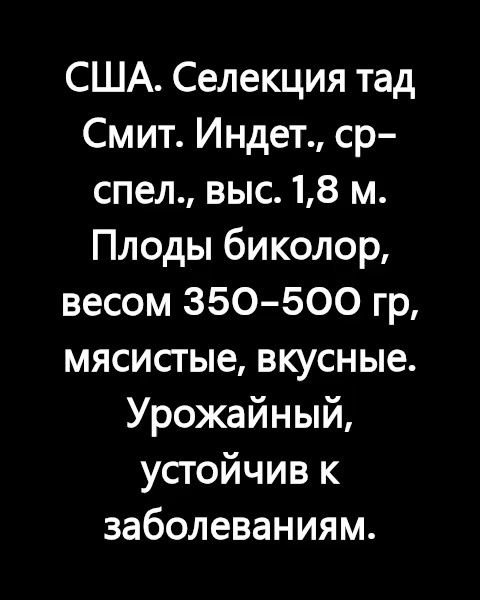 США. Селекция тад
Смит. Индет., ср-
спел., выс. 1,8 м.
Плоды биколор,
весом 350-500 гр,
мясистые, вкусные.
Урожайный,
устойчив к
заболеваниям.